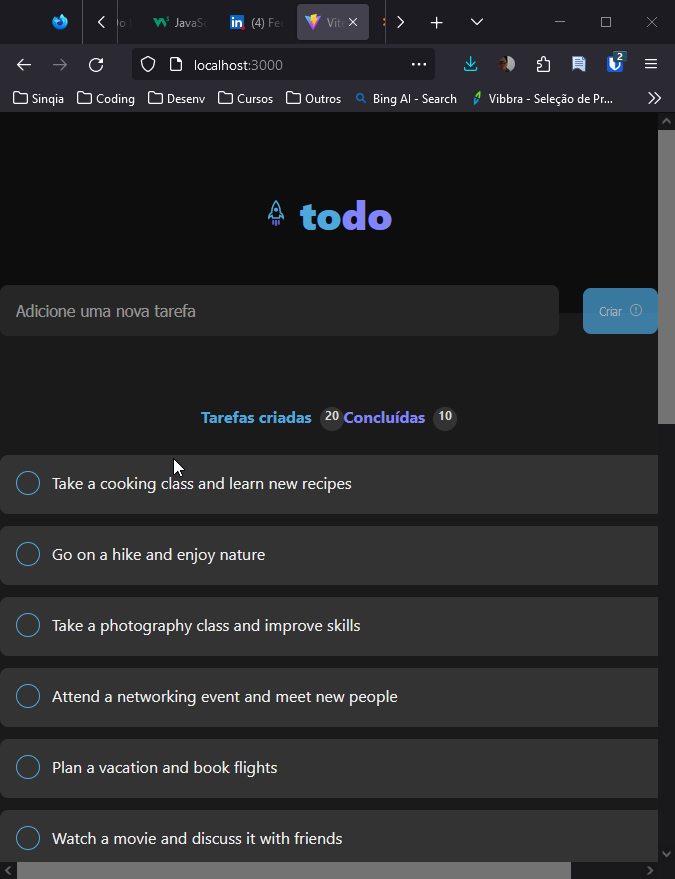 JavaSc
in (4) Fe
Vite
localhost:3000
2
Sinqia Coding Desenv Cursos Outros Bing AI - Search Vibbra - Seleção de Pr...
todo
Adicione uma nova tarefa
Criar
Tarefas criadas 20 Concluídas 10
Take a cooking class and learn new recipes
Go on a hike and enjoy nature
Take a photography class and improve skills
Attend a networking event and meet new people
Plan a vacation and book flights
Watch a movie and discuss it with friends